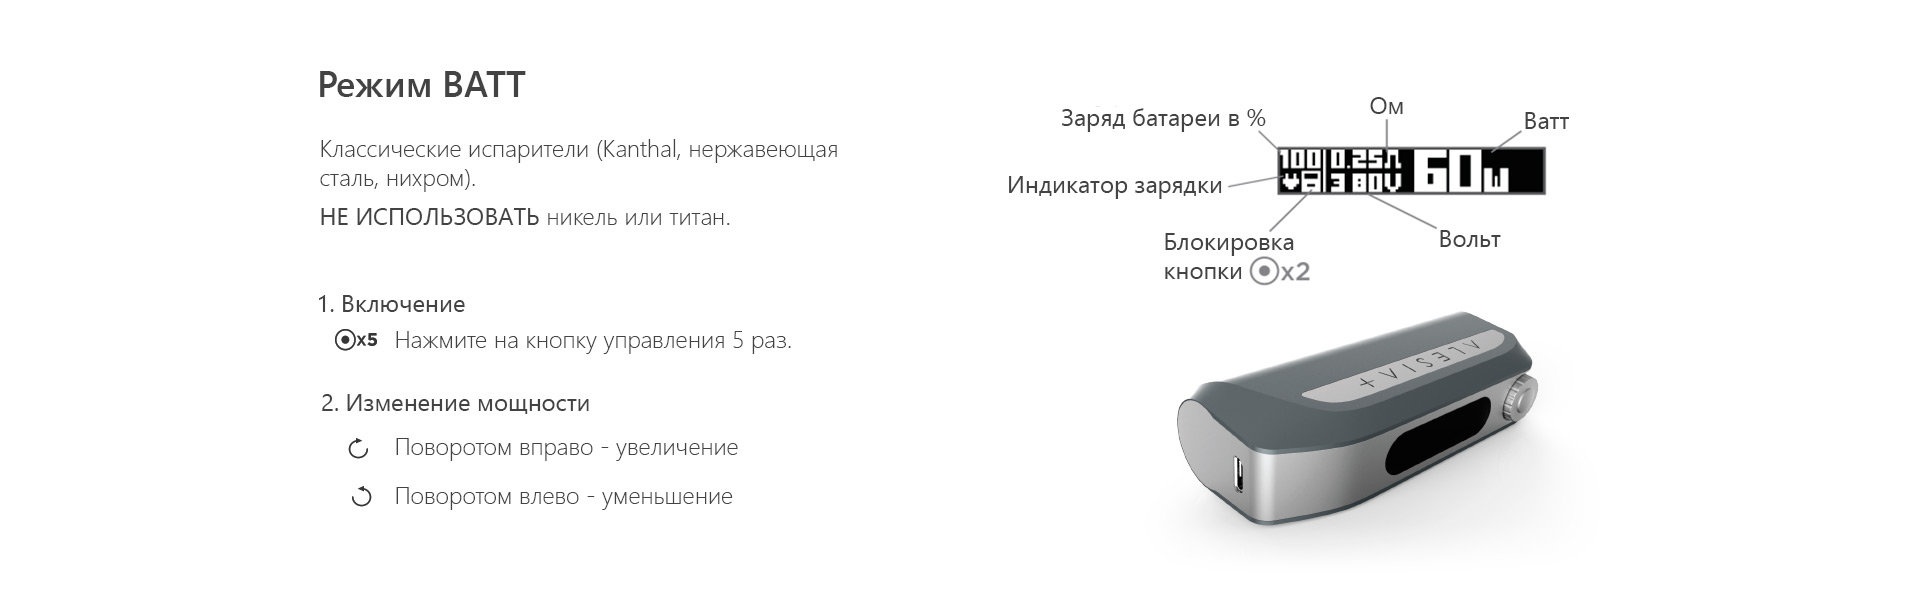 Режим ВАТТ
Классические испарители (Kanthal, нержавеющая
сталь, нихром).
НЕ ИСПОЛЬЗОВАТЬ никель или титан.
1. Включение
x5 Нажмите на кнопку управления 5 раз.
2. Изменение мощности
Поворотом вправо - увеличение
Поворотом влево - уменьшение
Заряд батареи в %
Ом
Ватт
100 0.25Ω 60W
3.80V
Индикатор зарядки
Блокировка
кнопки x2
Вольт
ALESIA+